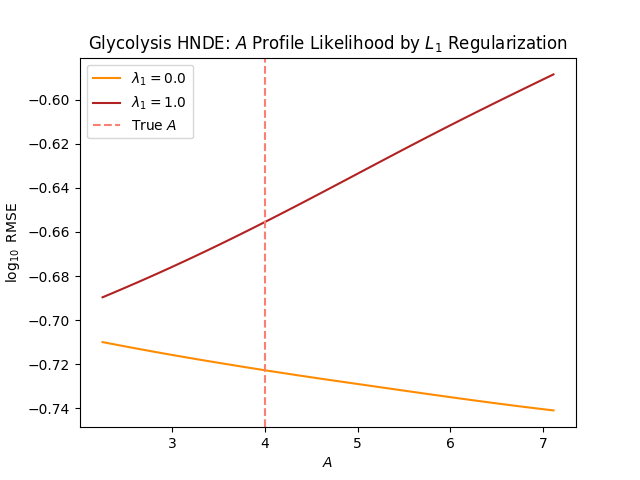 Glycolysis HNDE: A Profile Likelihood by L₁ Regularization
λ₁ = 0.0
λ₁ = 1.0
True A
log₁₀ RMSE
−0.60
−0.62
−0.64
−0.66
−0.68
−0.70
−0.72
−0.74
3 4 5 6 7
A